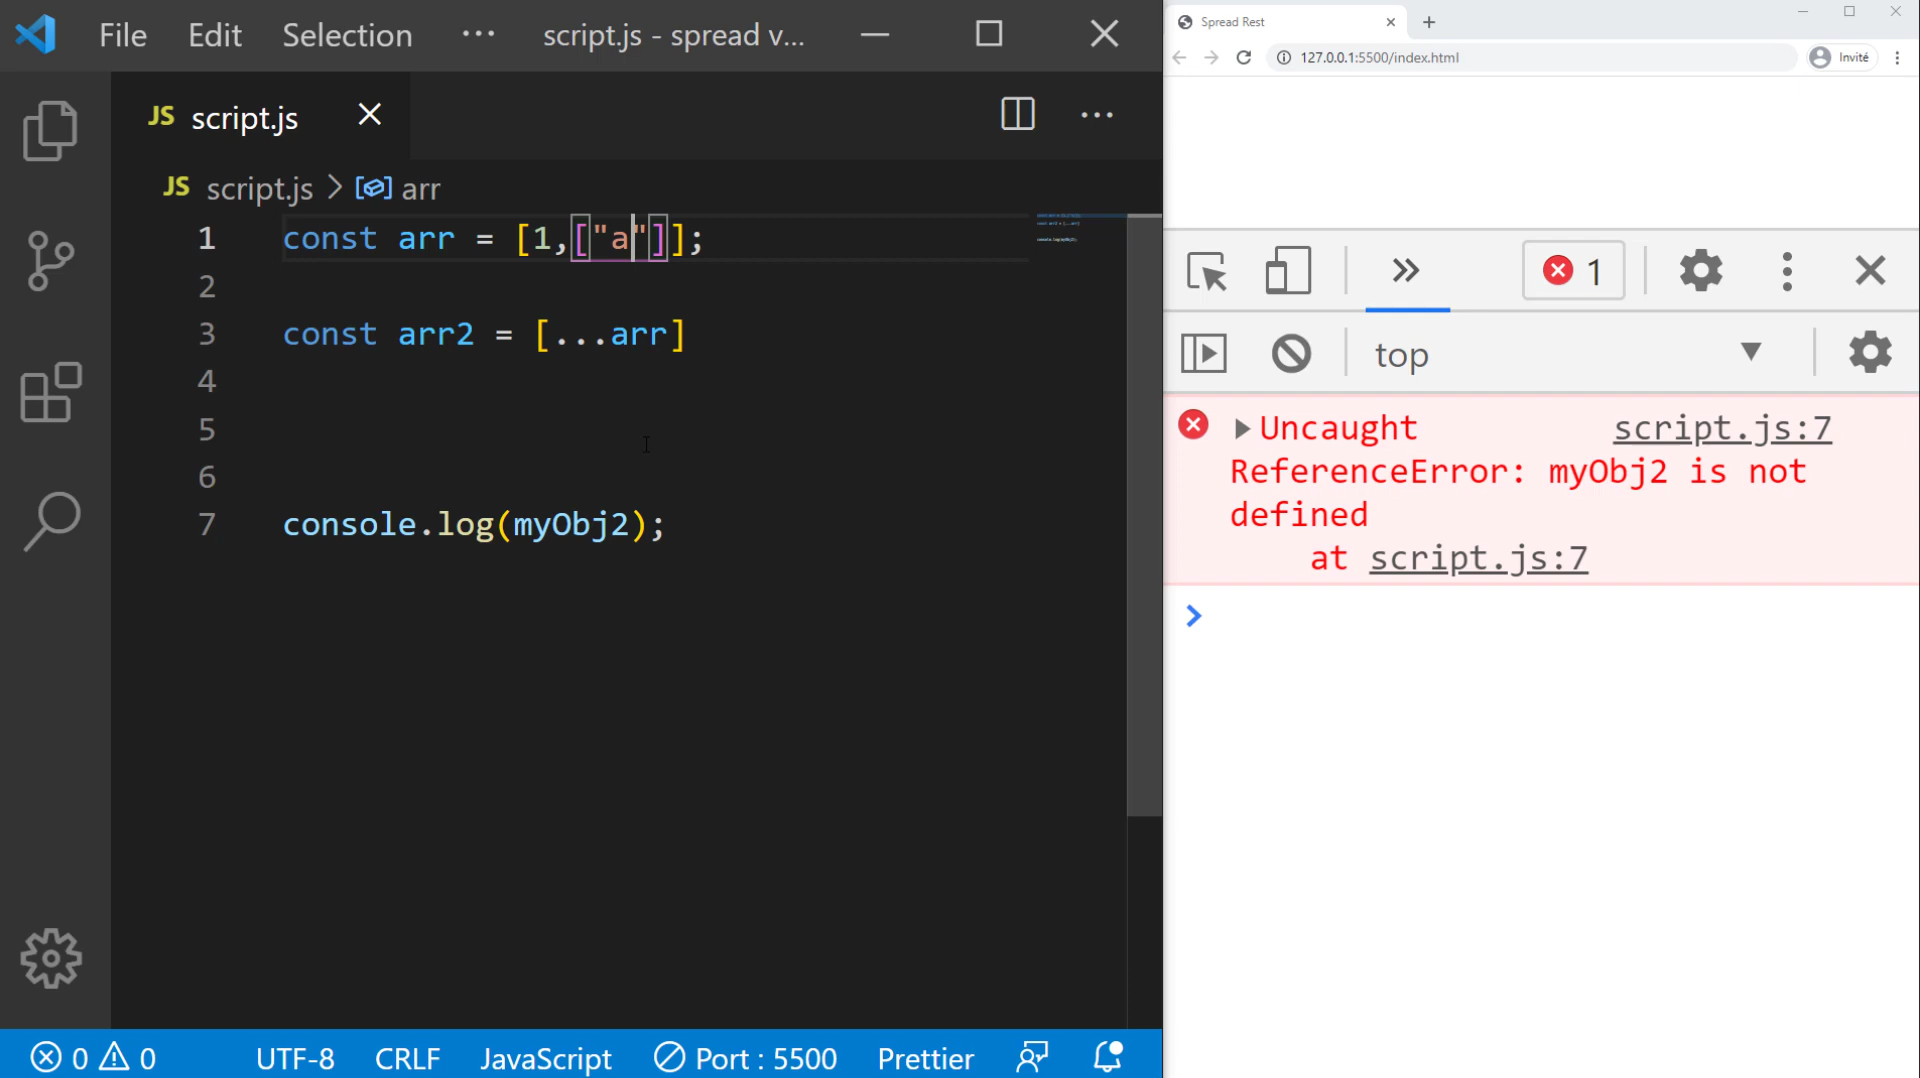 File Edit Selection ··· script.js - spread v...
JS script.js
JS script.js > arr
1 const arr = [1,["a"]];
2
3 const arr2 = [...arr]
4
5
6
7 console.log(myObj2);
0 0 UTF-8 CRLF JavaScript Port : 5500 Prettier
Spread Rest
127.0.0.1:5500/index.html Invité
1
top
Uncaught script.js:7
ReferenceError: myObj2 is not
defined
at script.js:7